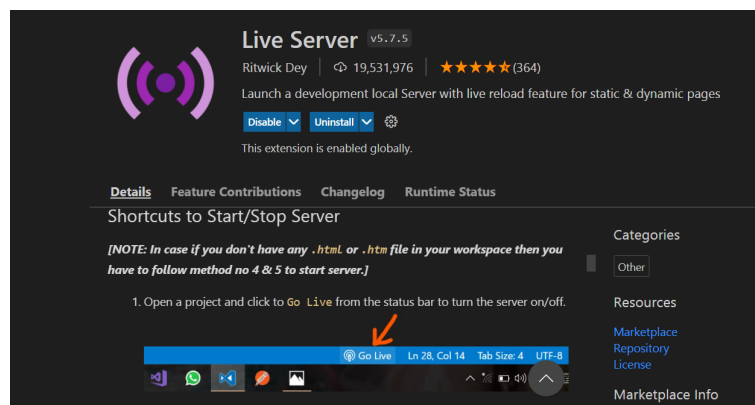 Live Server v5.7.5
Ritwick Dey 19,531,976 (364)
Launch a development local Server with live reload feature for static & dynamic pages
Disable Uninstall
This extension is enabled globally.
Details Feature Contributions Changelog Runtime Status
Shortcuts to Start/Stop Server
[NOTE: In case if you don't have any .html or .htm file in your workspace then you
have to follow method no 4 & 5 to start server.]
1. Open a project and click to Go Live from the status bar to turn the server on/off.
Go Live Ln 28, Col 14 Tab Size: 4 UTF-8
Categories
Other
Resources
Marketplace
Repository
License
Marketplace Info